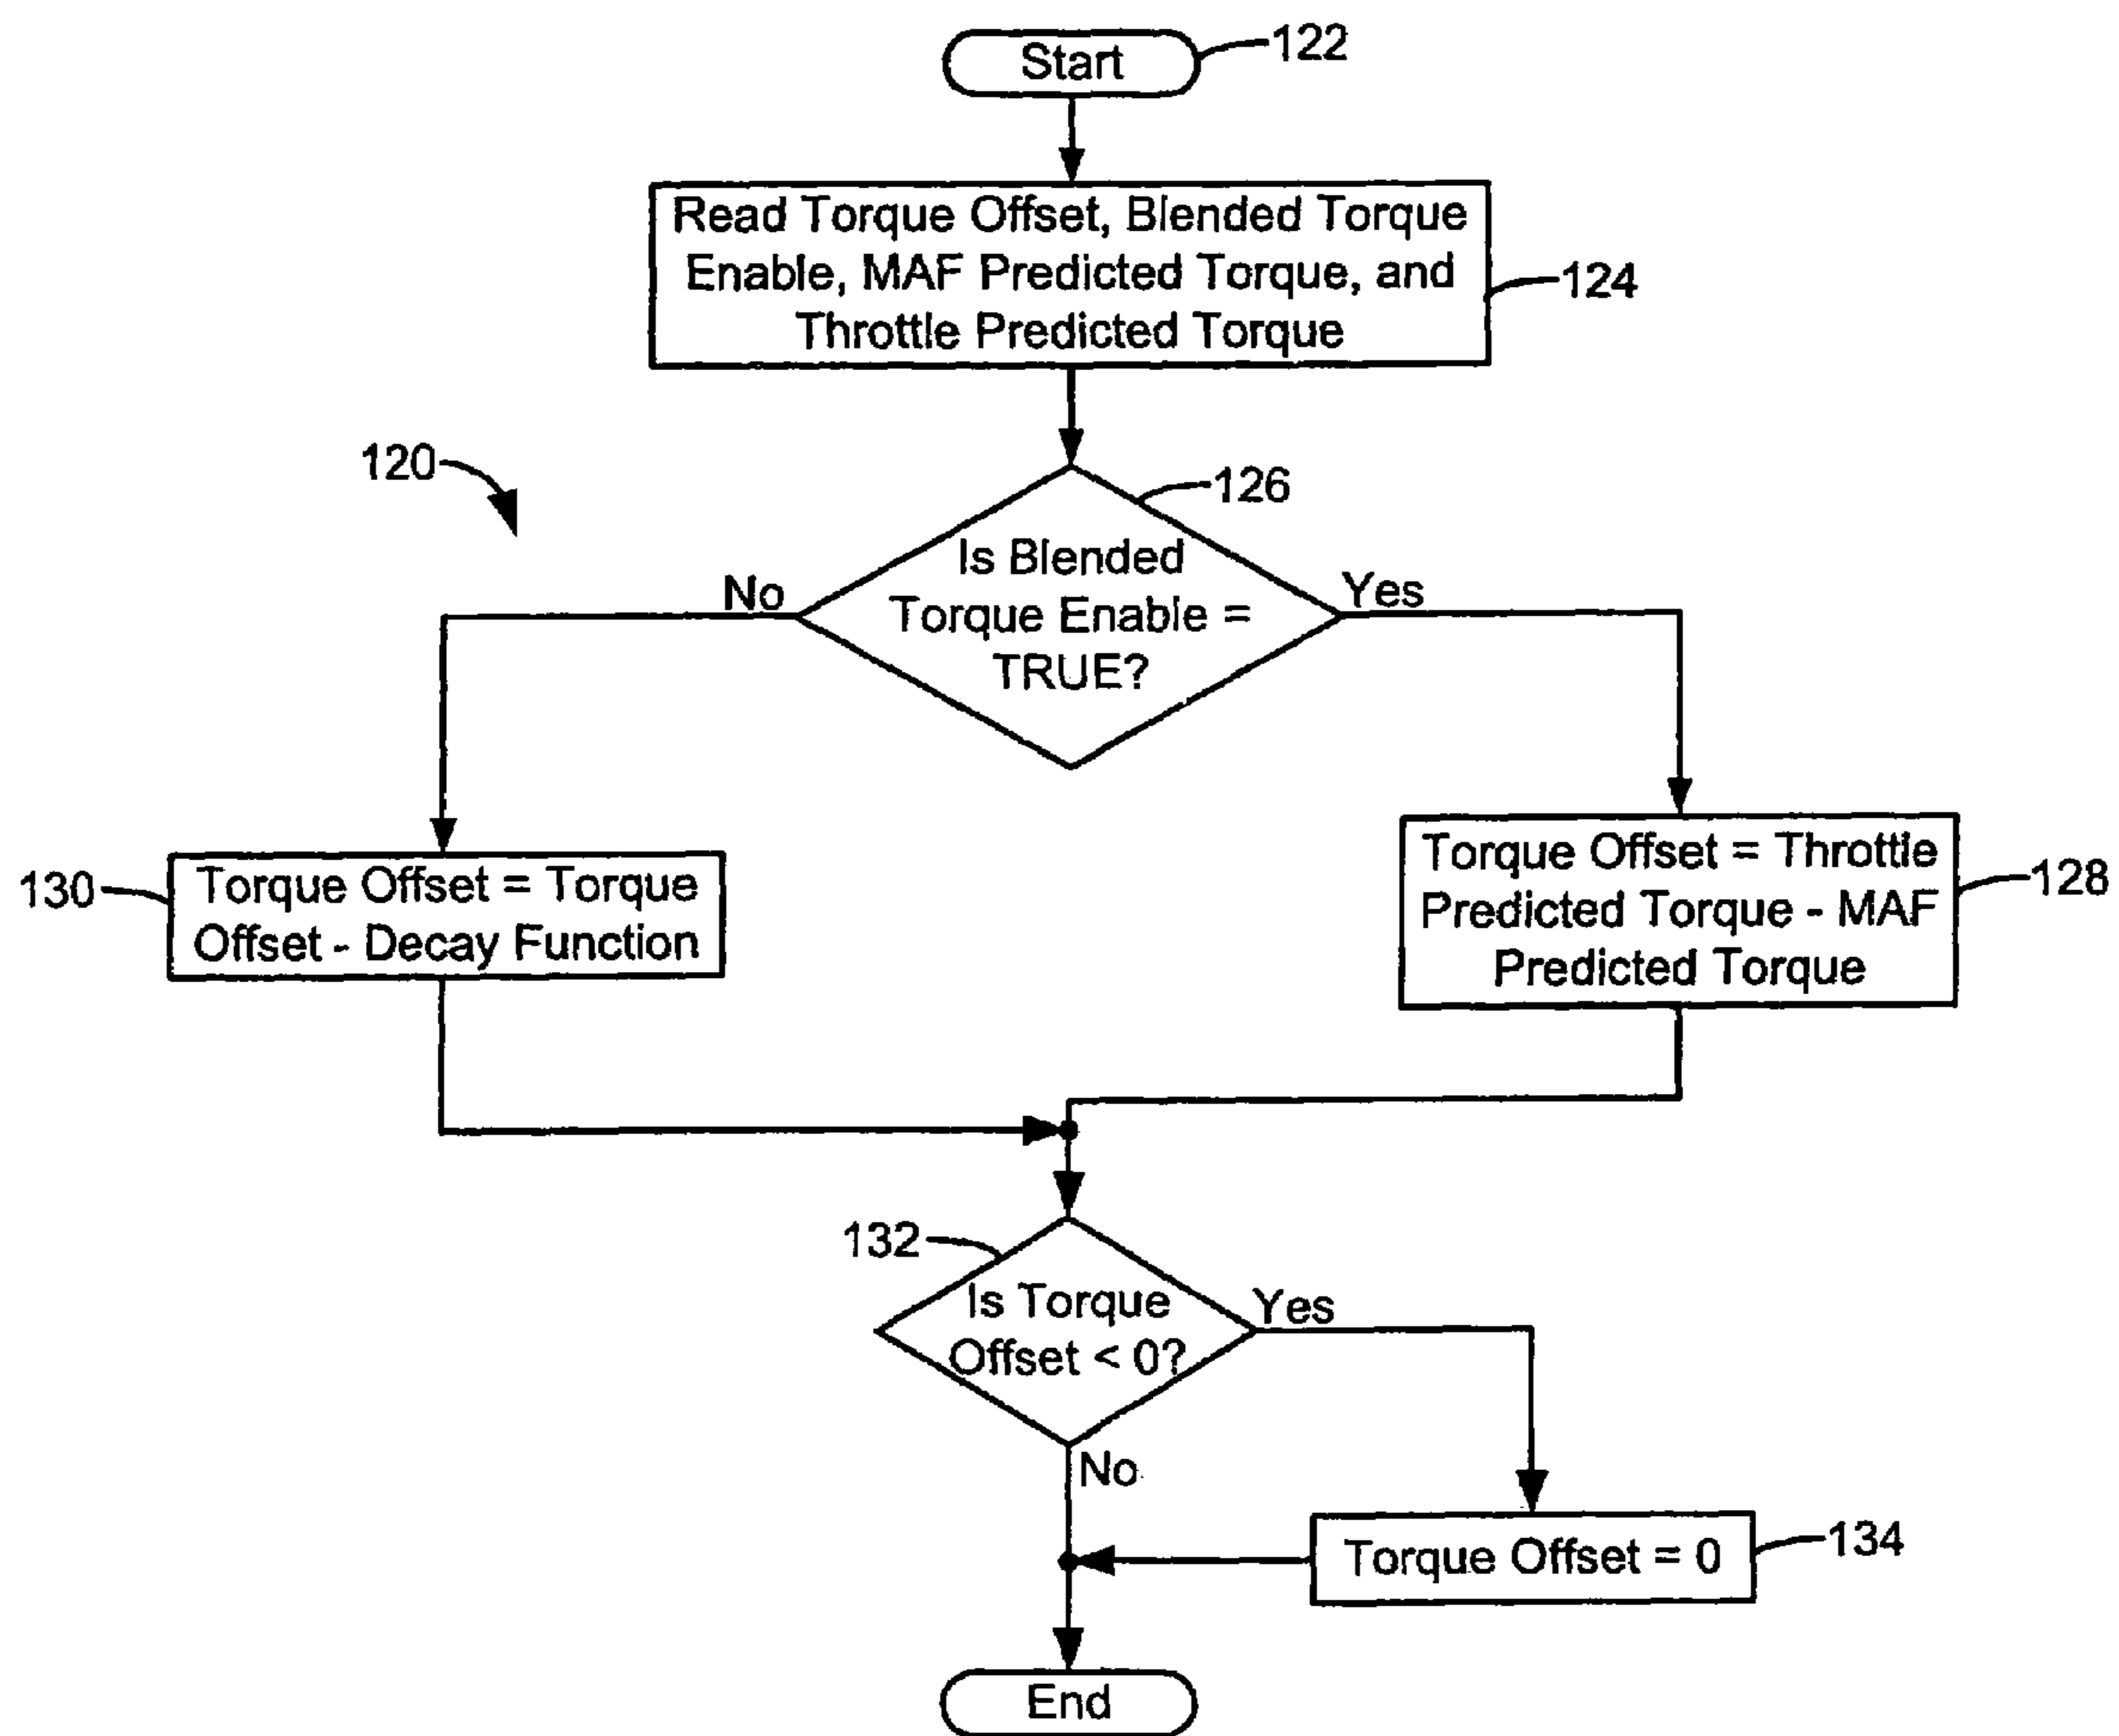 Start
122
Read Torque Offset, Blended Torque
Enable, MAF Predicted Torque, and
Throttle Predicted Torque
124
120
126
Is Blended
Torque Enable =
TRUE?
No
Yes
130
Torque Offset = Torque
Offset - Decay Function
Torque Offset = Throttle
Predicted Torque - MAF
Predicted Torque
128
132
Is Torque
Offset < 0?
Yes
No
Torque Offset = 0
134
End